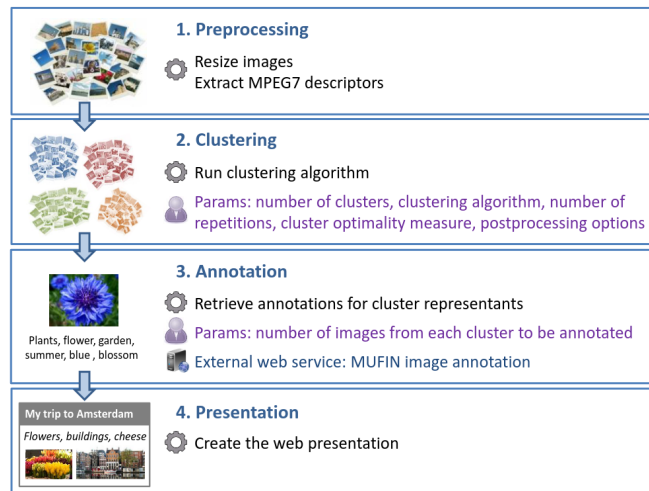 1. Preprocessing
Resize images
Extract MPEG7 descriptors
2. Clustering
Run clustering algorithm
Params: number of clusters, clustering algorithm, number of
repetitions, cluster optimality measure, postprocessing options
3. Annotation
Retrieve annotations for cluster representants
Params: number of images from each cluster to be annotated
External web service: MUFIN image annotation
Plants, flower, garden,
summer, blue , blossom
My trip to Amsterdam
Flowers, buildings, cheese
4. Presentation
Create the web presentation